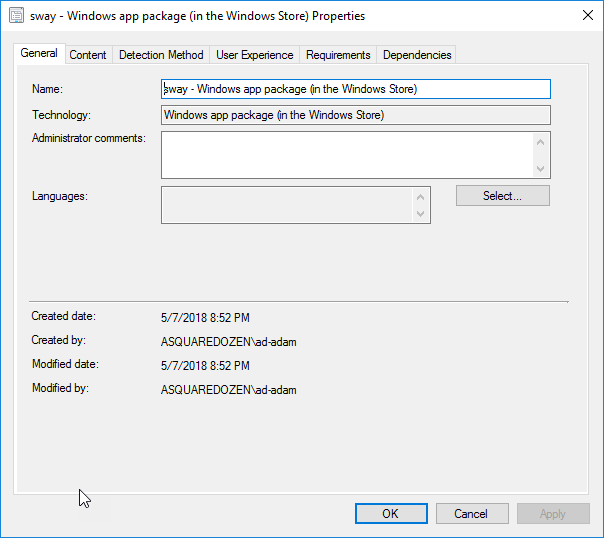 sway - Windows app package (in the Windows Store) Properties
General Content Detection Method User Experience Requirements Dependencies
Name: sway - Windows app package (in the Windows Store)
Technology: Windows app package (in the Windows Store)
Administrator comments:
Languages: Select...
Created date: 5/7/2018 8:52 PM
Created by: ASQUAREDOZEN\ad-adam
Modified date: 5/7/2018 8:52 PM
Modified by: ASQUAREDOZEN\ad-adam
OK Cancel Apply